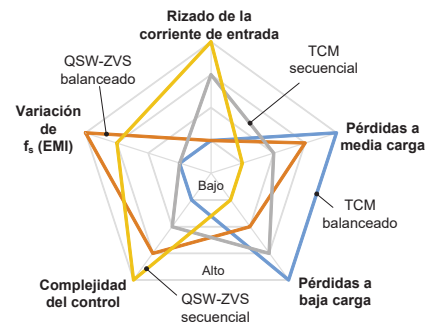 Rizado de la
corriente de entrada
QSW-ZVS
balanceado
TCM
secuencial
Variación
de
fs (EMI)
Pérdidas a
media carga
Bajo
TCM
balanceado
Alto
Complejidad
del control
QSW-ZVS
secuencial
Pérdidas a
baja carga